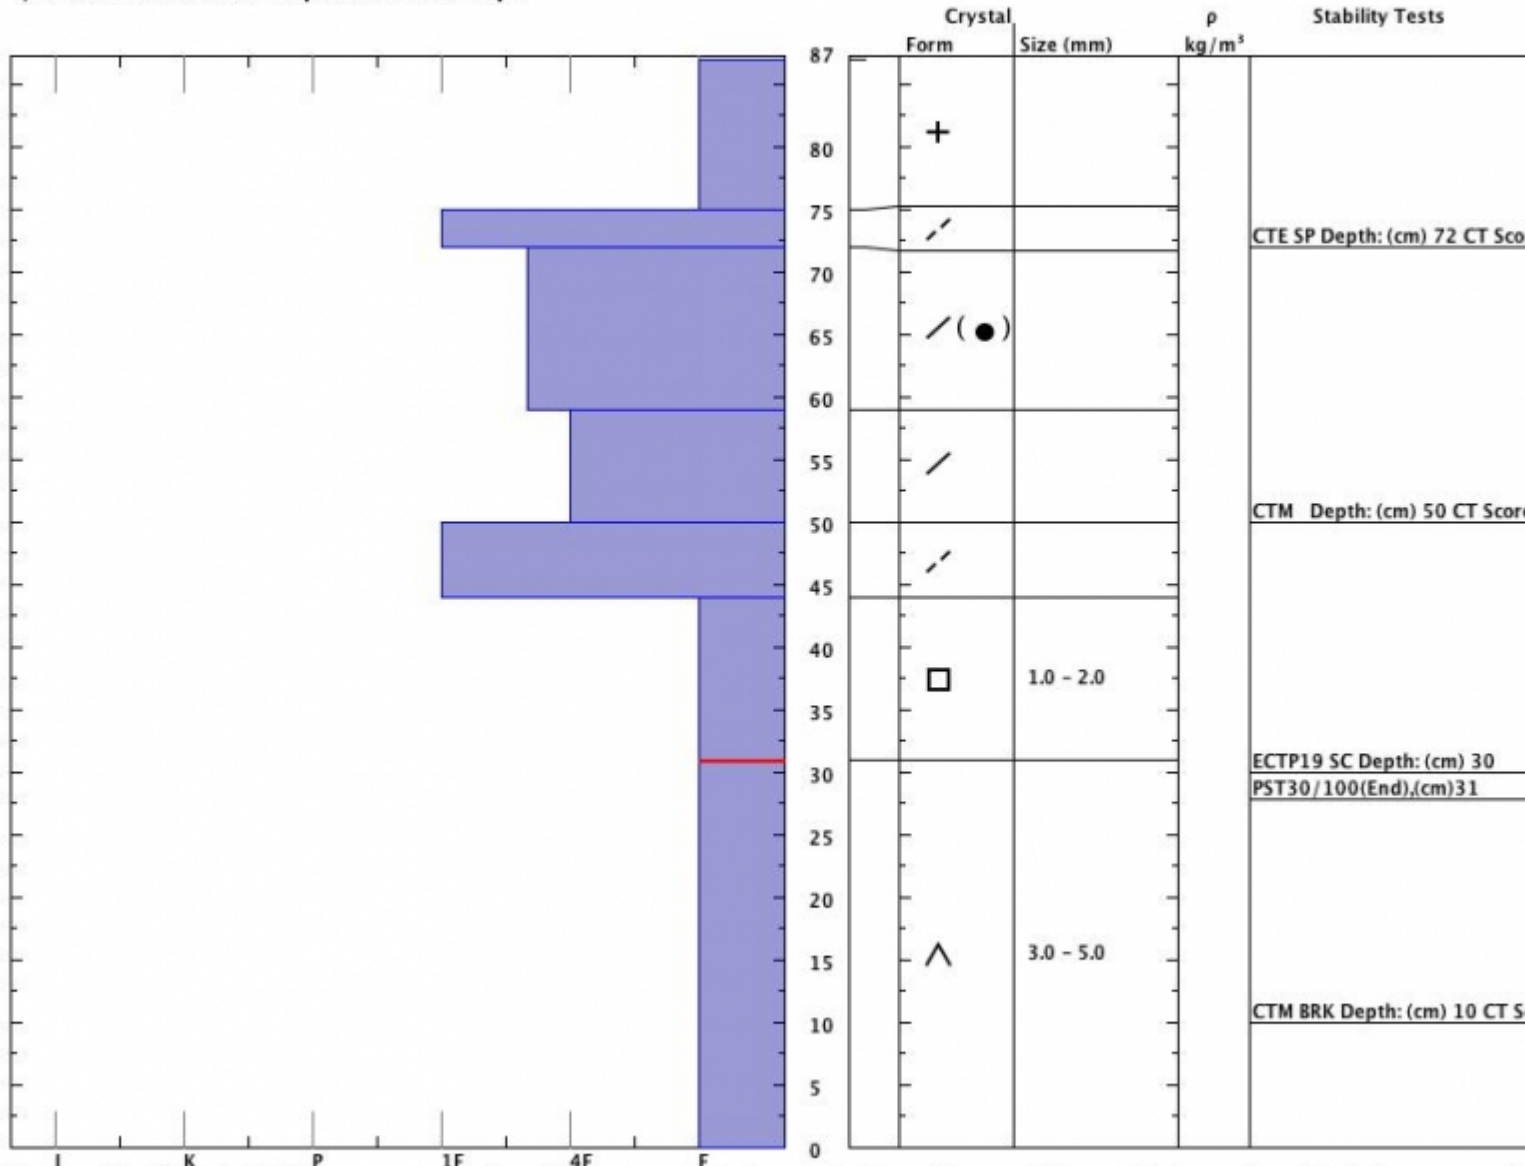 Crystal ρ Stability Tests
Form Size (mm) kg/m³
87
80
75
CTE SP Depth: (cm) 72 CT Sco
70
65
60
55
50
CTM Depth: (cm) 50 CT Score
45
40
1.0 - 2.0
35
ECTP19 SC Depth: (cm) 30
30
PST30/100(End),(cm)31
25
20
3.0 - 5.0
15
CTM BRK Depth: (cm) 10 CT S
10
5
0
I K P 1F 4F F